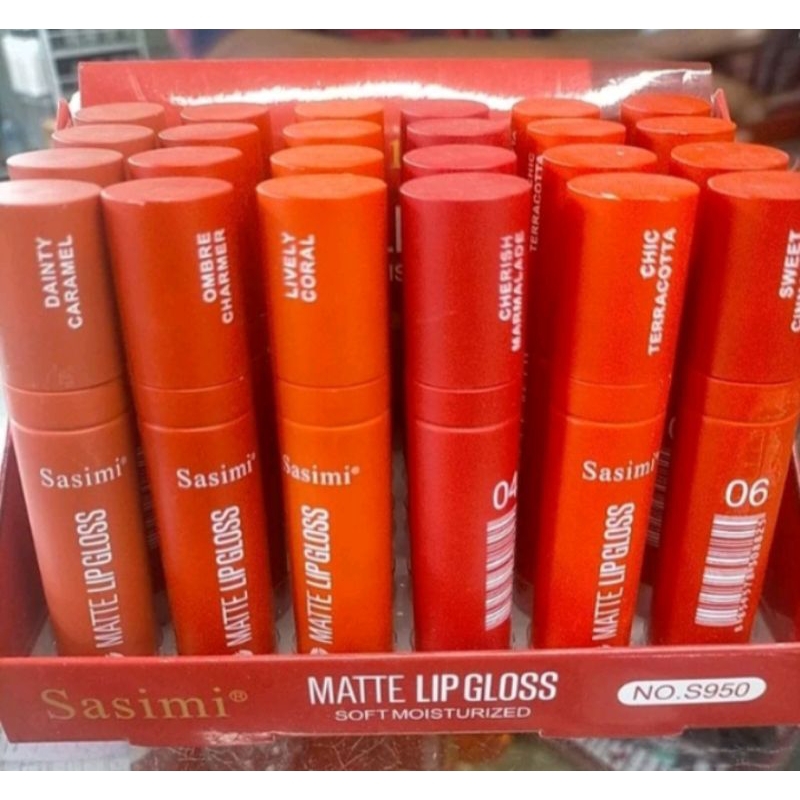 DAINTY
CARAMEL
OMBRE
CHARMER
LIVELY
CORAL
CHERISH
MARMALADE
TERRACOTTA
CHIC
TERRACOTTA
SWEET
Sasimi®
MATTE LIP GLOSS
Sasimi®
MATTE LIP GLOSS
Sasimi®
MATTE LIP GLOSS
04
Sasimi®
MATTE LIP GLOSS
06
Sasimi®
MATTE LIP GLOSS
SOFT MOISTURIZED
NO.S950